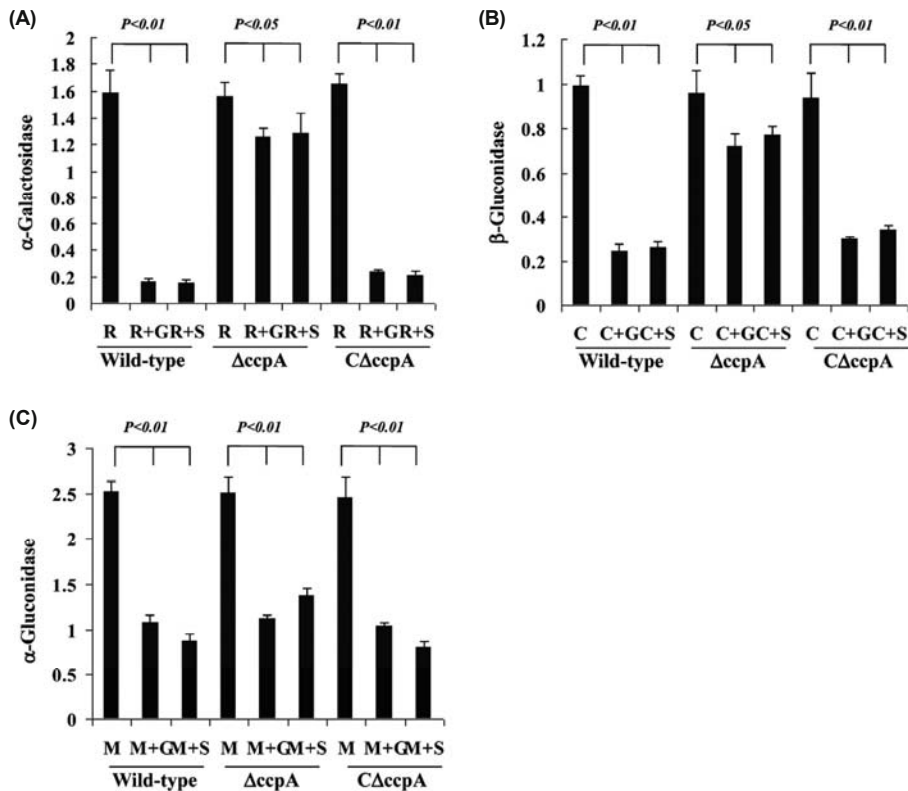 (A)
P<0.01 P<0.05 P<0.01
α-Galactosidase
2
1.8
1.6
1.4
1.2
1
0.8
0.6
0.4
0.2
0
R R+GR+S R R+GR+S R R+GR+S
Wild-type ΔccpA CΔccpA
(B)
P<0.01 P<0.05 P<0.01
β-Gluconidase
1.2
1
0.8
0.6
0.4
0.2
0
C C+GC+S C C+GC+S C C+GC+S
Wild-type ΔccpA CΔccpA
(C)
P<0.01 P<0.01 P<0.01
α-Gluconidase
3
2.5
2
1.5
1
0.5
0
M M+GM+S M M+GM+S M M+GM+S
Wild-type ΔccpA CΔccpA